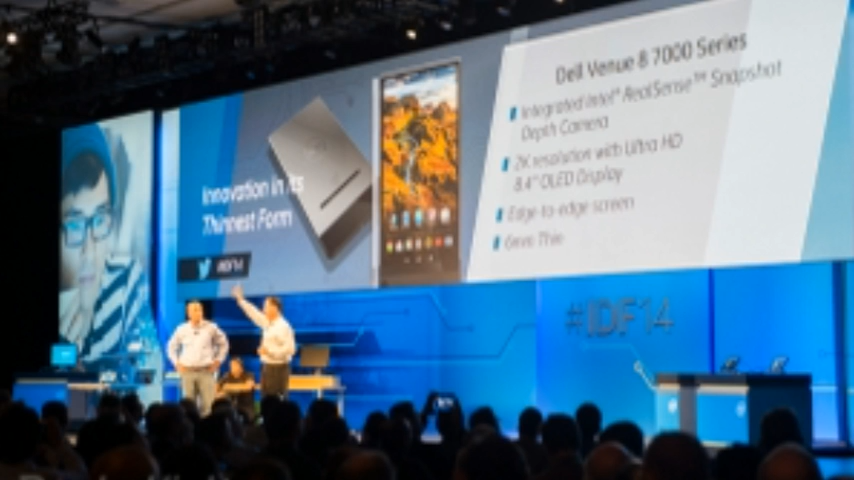 Dell Venue 8 7000 Series
Integrated Intel® RealSense™ Snapshot
Depth Camera
2K resolution with Ultra HD
8.4" OLED Display
Edge-to-edge screen
6mm Thin
Innovation in its
Thinnest Form
#IDF14
#IDF14